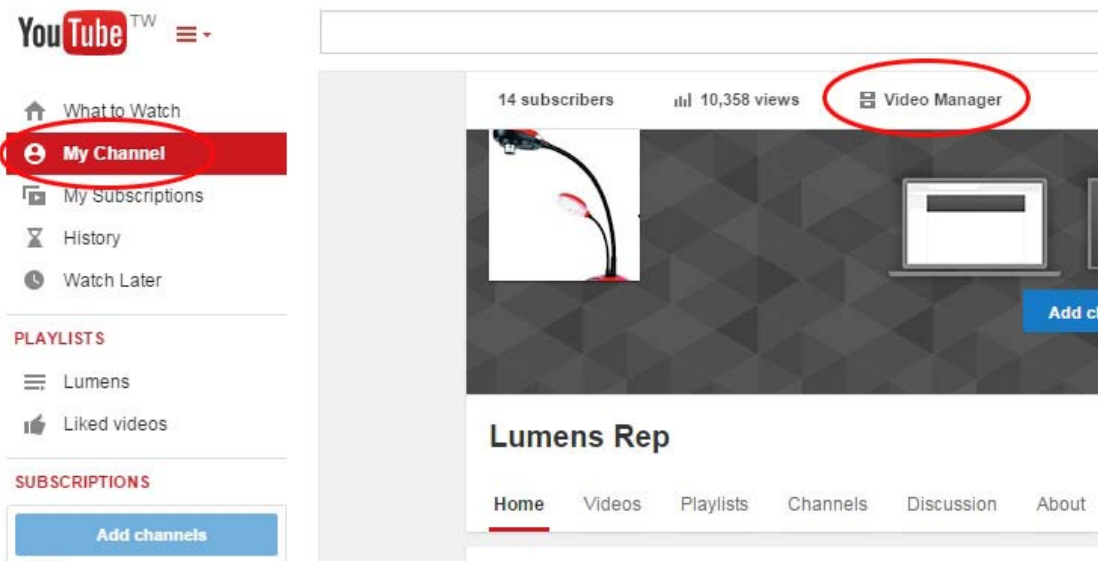 YouTube TW
What to Watch
My Channel
My Subscriptions
History
Watch Later
PLAYLISTS
Lumens
Liked videos
SUBSCRIPTIONS
Add channels
14 subscribers 10,358 views Video Manager
Add
Lumens Rep
Home Videos Playlists Channels Discussion About